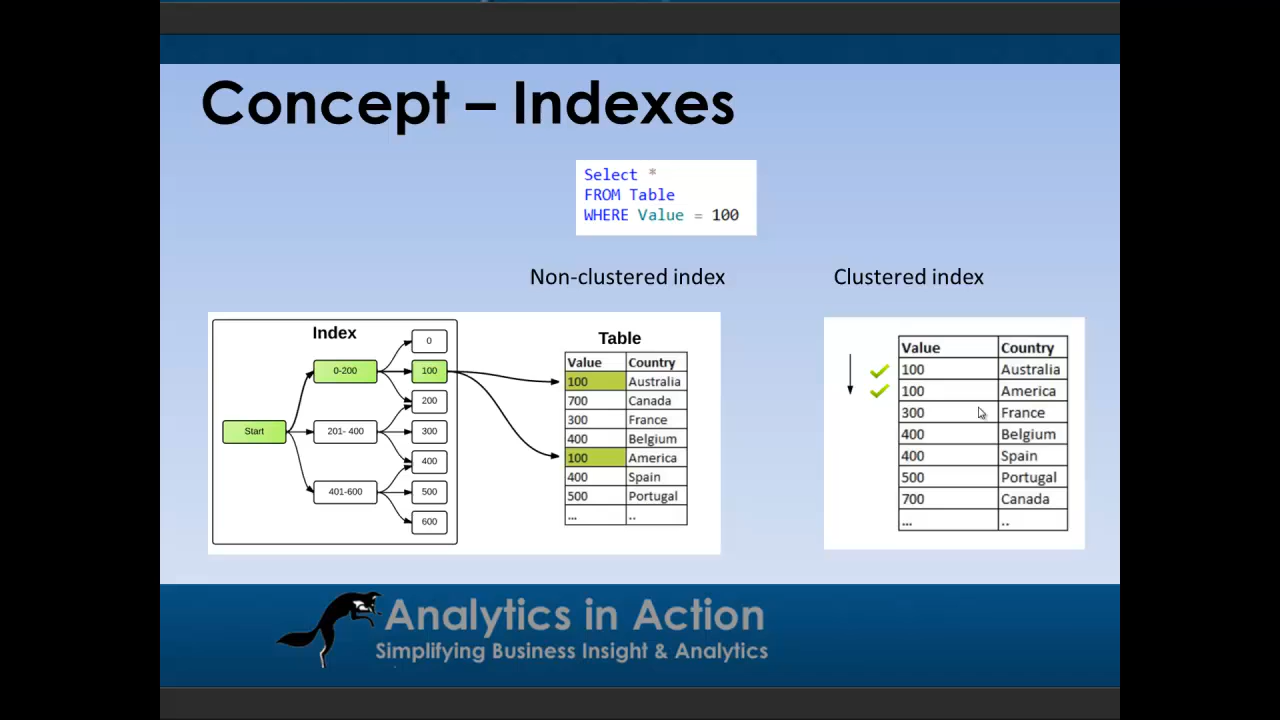 Concept – Indexes
Select *
FROM Table
WHERE Value = 100
Non-clustered index
Clustered index
Index
Start
0-200
201- 400
401-600
0
100
200
300
400
500
600
Table
Value Country
100 Australia
700 Canada
300 France
400 Belgium
100 America
400 Spain
500 Portugal
... ..
Value Country
100 Australia
100 America
300 France
400 Belgium
400 Spain
500 Portugal
700 Canada
... ..
Analytics in Action
Simplifying Business Insight & Analytics